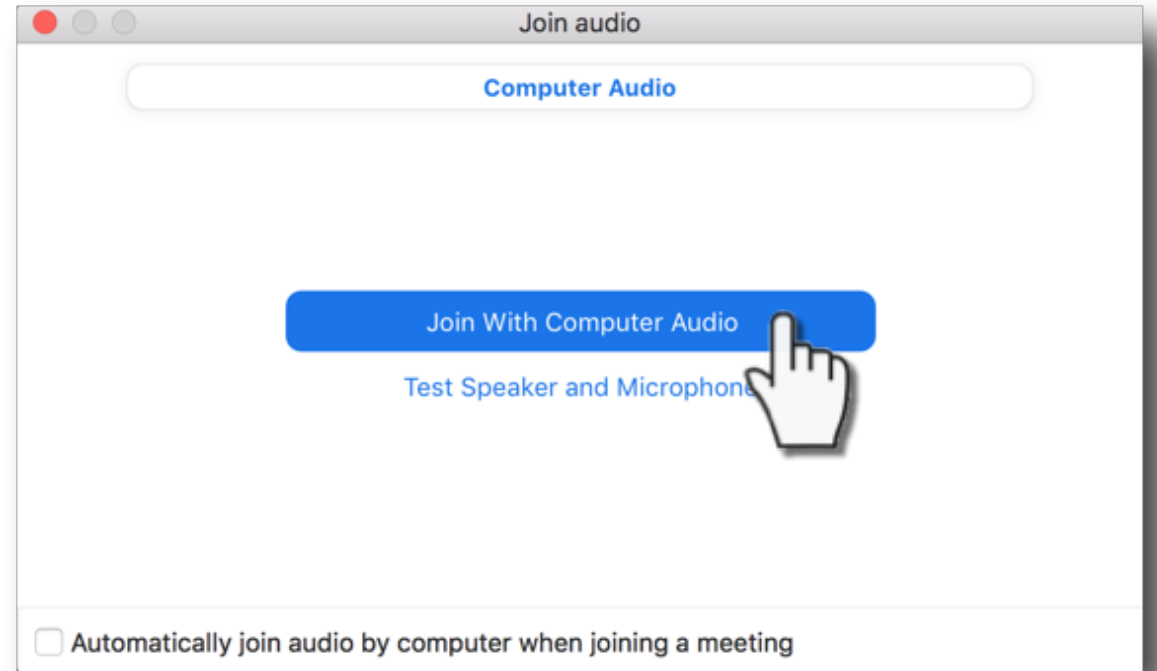 Join audio
Computer Audio
Join With Computer Audio
Test Speaker and Microphone
Automatically join audio by computer when joining a meeting